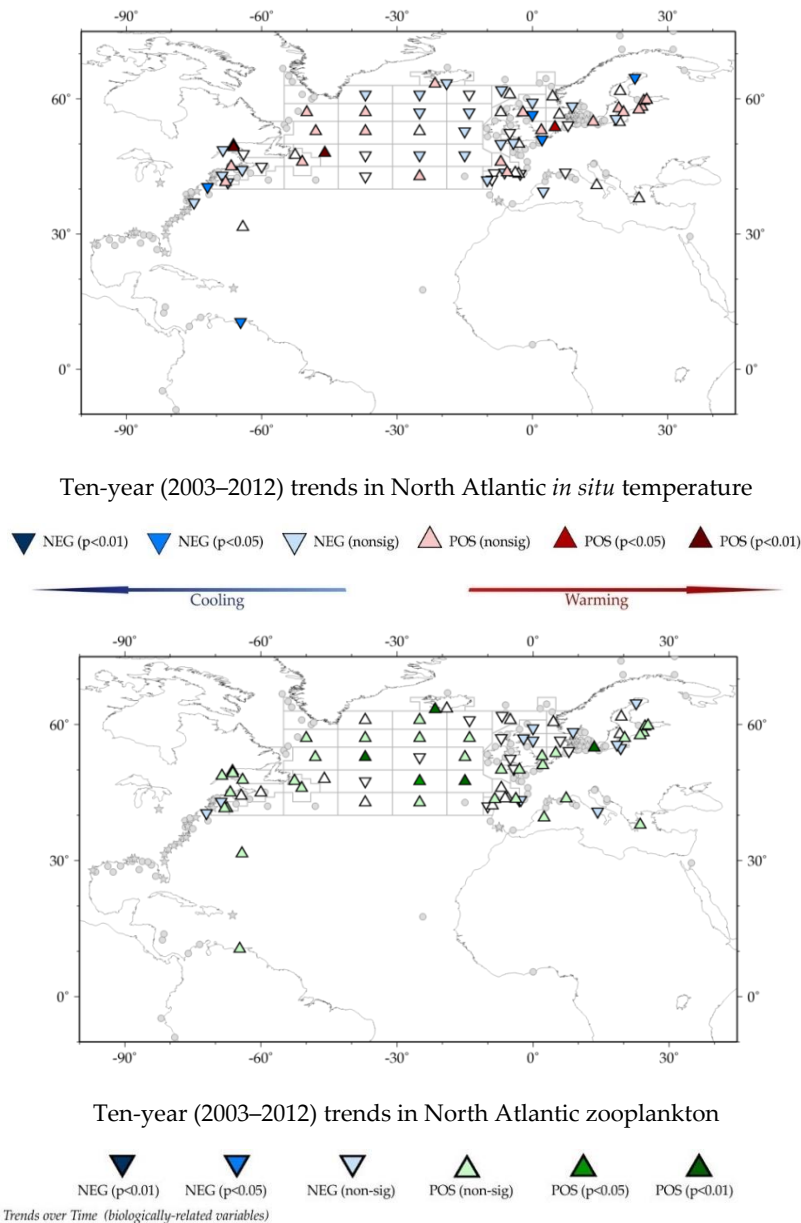 -90˚ -60˚ -30˚ 0˚ 30˚
60˚ 60˚
30˚ 30˚
0˚ 0˚
-90˚ -60˚ -30˚ 0˚ 30˚
Ten-year (2003–2012) trends in North Atlantic in situ temperature
NEG (p<0.01) NEG (p<0.05) NEG (nonsig) POS (nonsig) POS (p<0.05) POS (p<0.01)
Cooling Warming
-90˚ -60˚ -30˚ 0˚ 30˚
60˚ 60˚
30˚ 30˚
0˚ 0˚
-90˚ -60˚ -30˚ 0˚ 30˚
Ten-year (2003–2012) trends in North Atlantic zooplankton
NEG (p<0.01) NEG (p<0.05) NEG (non-sig) POS (non-sig) POS (p<0.05) POS (p<0.01)
Trends over Time (biologically-related variables)